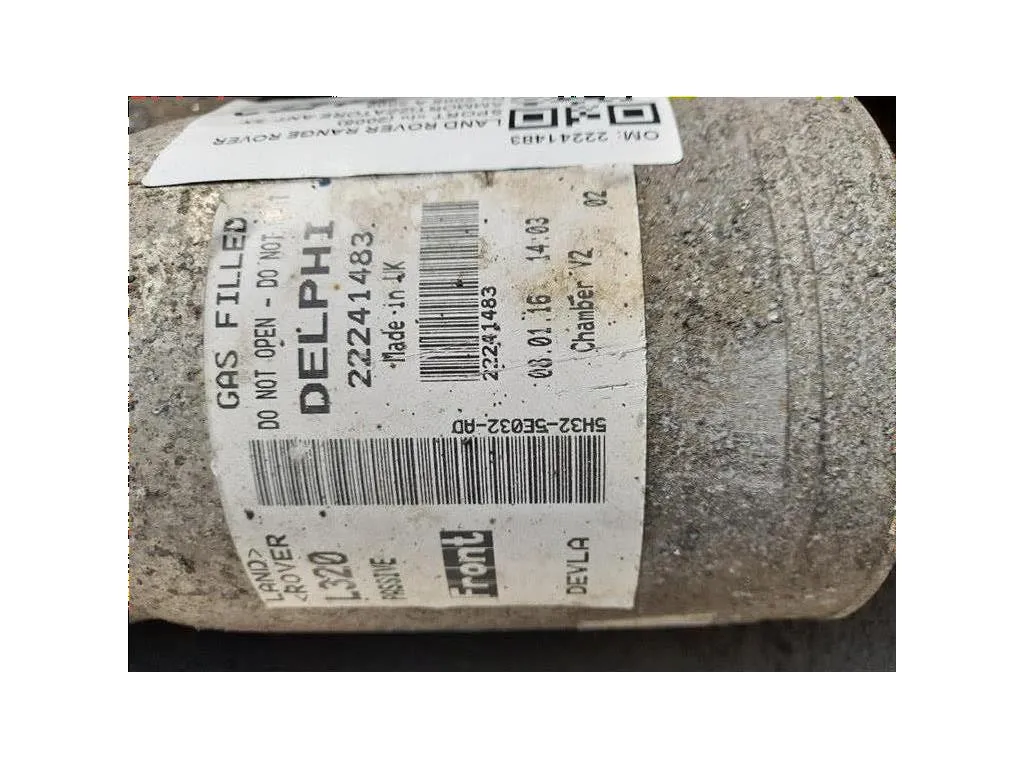 OM: 22241483
LAND ROVER RANGE ROVER
SPORT
GAS FILLED
DO NOT OPEN - DO NOT
DELPHI
22241483
Made in UK
22241483
08.01.16 14:03
Chamber V2 02
5H32-5E032-AD
LAND>
<ROVER
L320
PASSIVE
Front
DEVLA